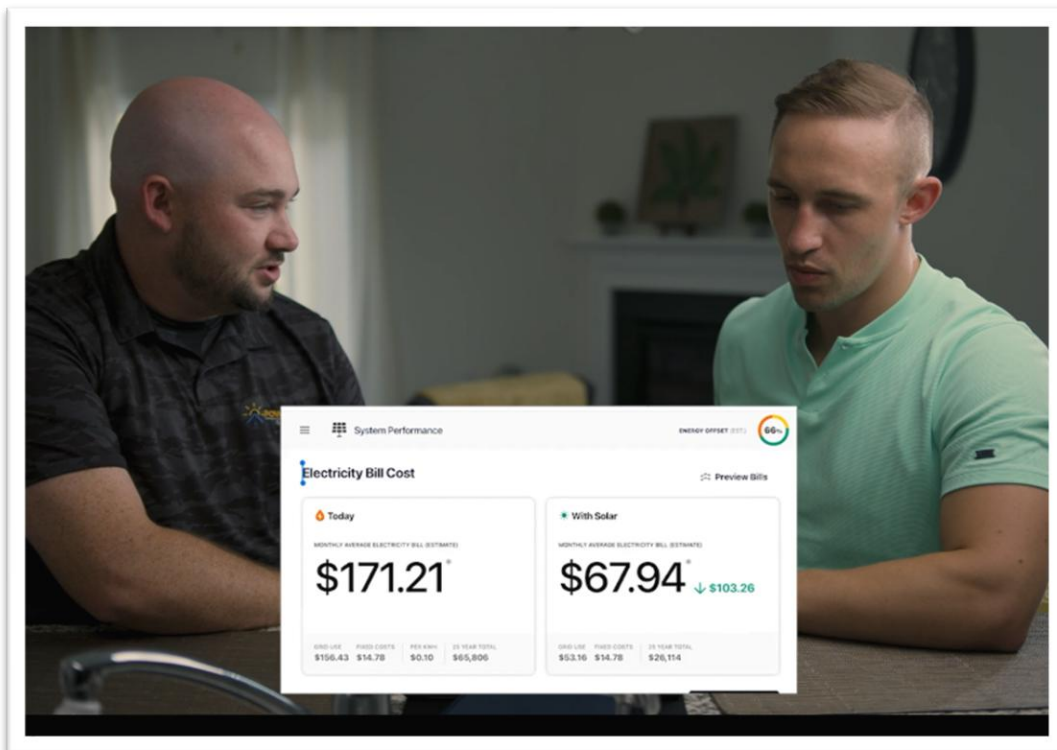 POW
System Performance
ENERGY OFFSET (EST.)
66%
Electricity Bill Cost
Preview Bills
Today
With Solar
MONTHLY AVERAGE ELECTRICITY BILL (ESTIMATE)
MONTHLY AVERAGE ELECTRICITY BILL (ESTIMATE)
$171.21*
$67.94*
$103.26
GRID USE FIXED COSTS PER KWH 25 YEAR TOTAL
$156.43 $14.78 $0.10 $65,806
GRID USE FIXED COSTS 25 YEAR TOTAL
$53.16 $14.78 $26,114